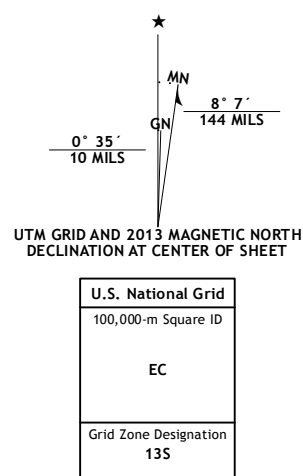 ★
MN
GN
8° 7´
144 MILS
0° 35´
10 MILS
UTM GRID AND 2013 MAGNETIC NORTH
DECLINATION AT CENTER OF SHEET
U.S. National Grid
100,000-m Square ID
EC
Grid Zone Designation
13S